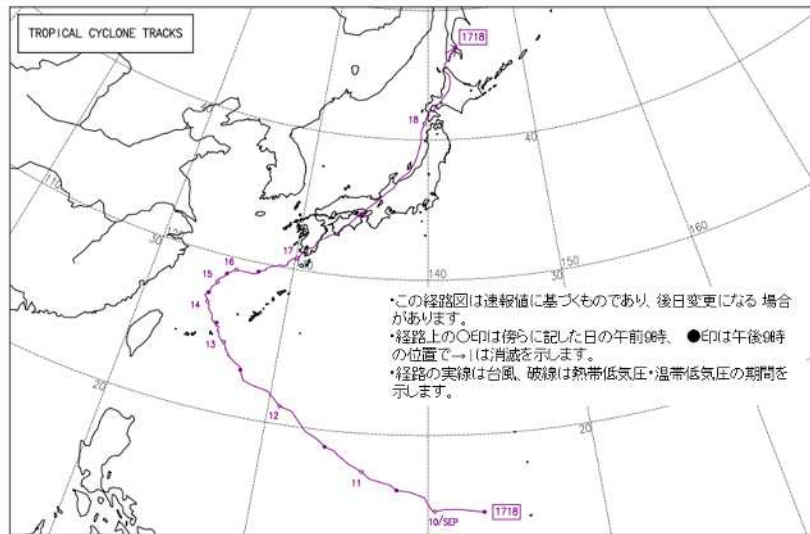 TROPICAL CYCLONE TRACKS
1718
18
40
110
30
120
17
16
15
14
13
130
140
30
150
160
・この経路図は速報値に基づくものであり、後日変更になる 場合
があります。
・経路上の○印は傍らに記した日の午前9時、 ●印は午後9時
の位置で→|は消滅を示します。
・経路の実線は台風、破線は熱帯低気圧・温帯低気圧の期間を
示します。
20
12
20
11
10/SEP
1718